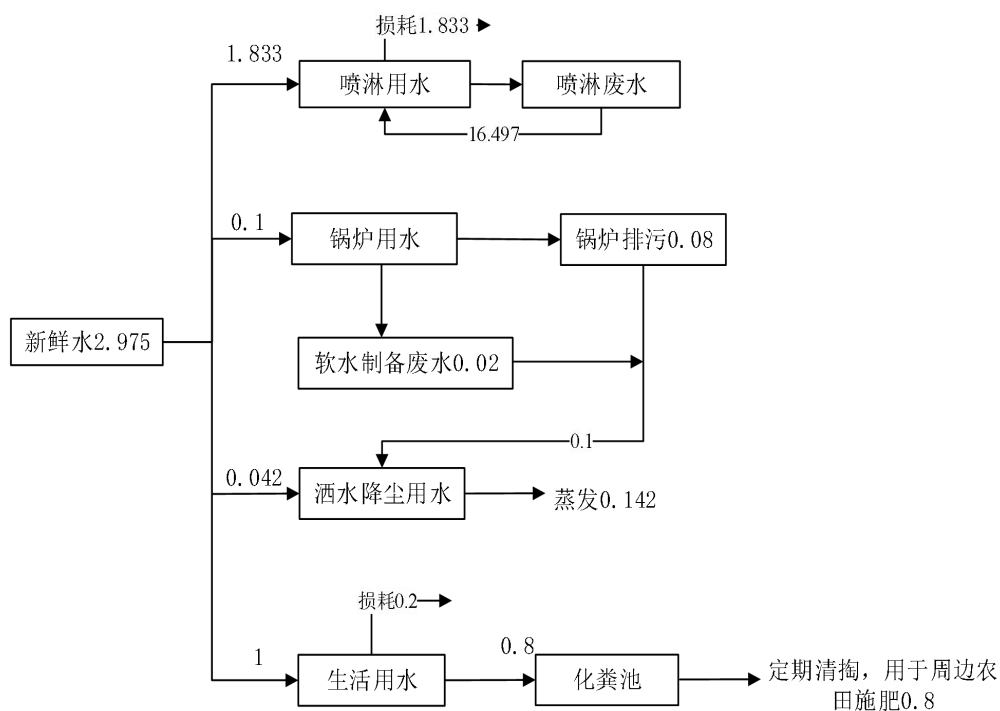 损耗1.833
1.833
喷淋用水
喷淋废水
16.497
0.1
锅炉用水
锅炉排污0.08
新鲜水2.975
软水制备废水0.02
0.1
0.042
洒水降尘用水
蒸发0.142
损耗0.2
1
生活用水
0.8
化粪池
定期清掏，用于周边农
田施肥0.8